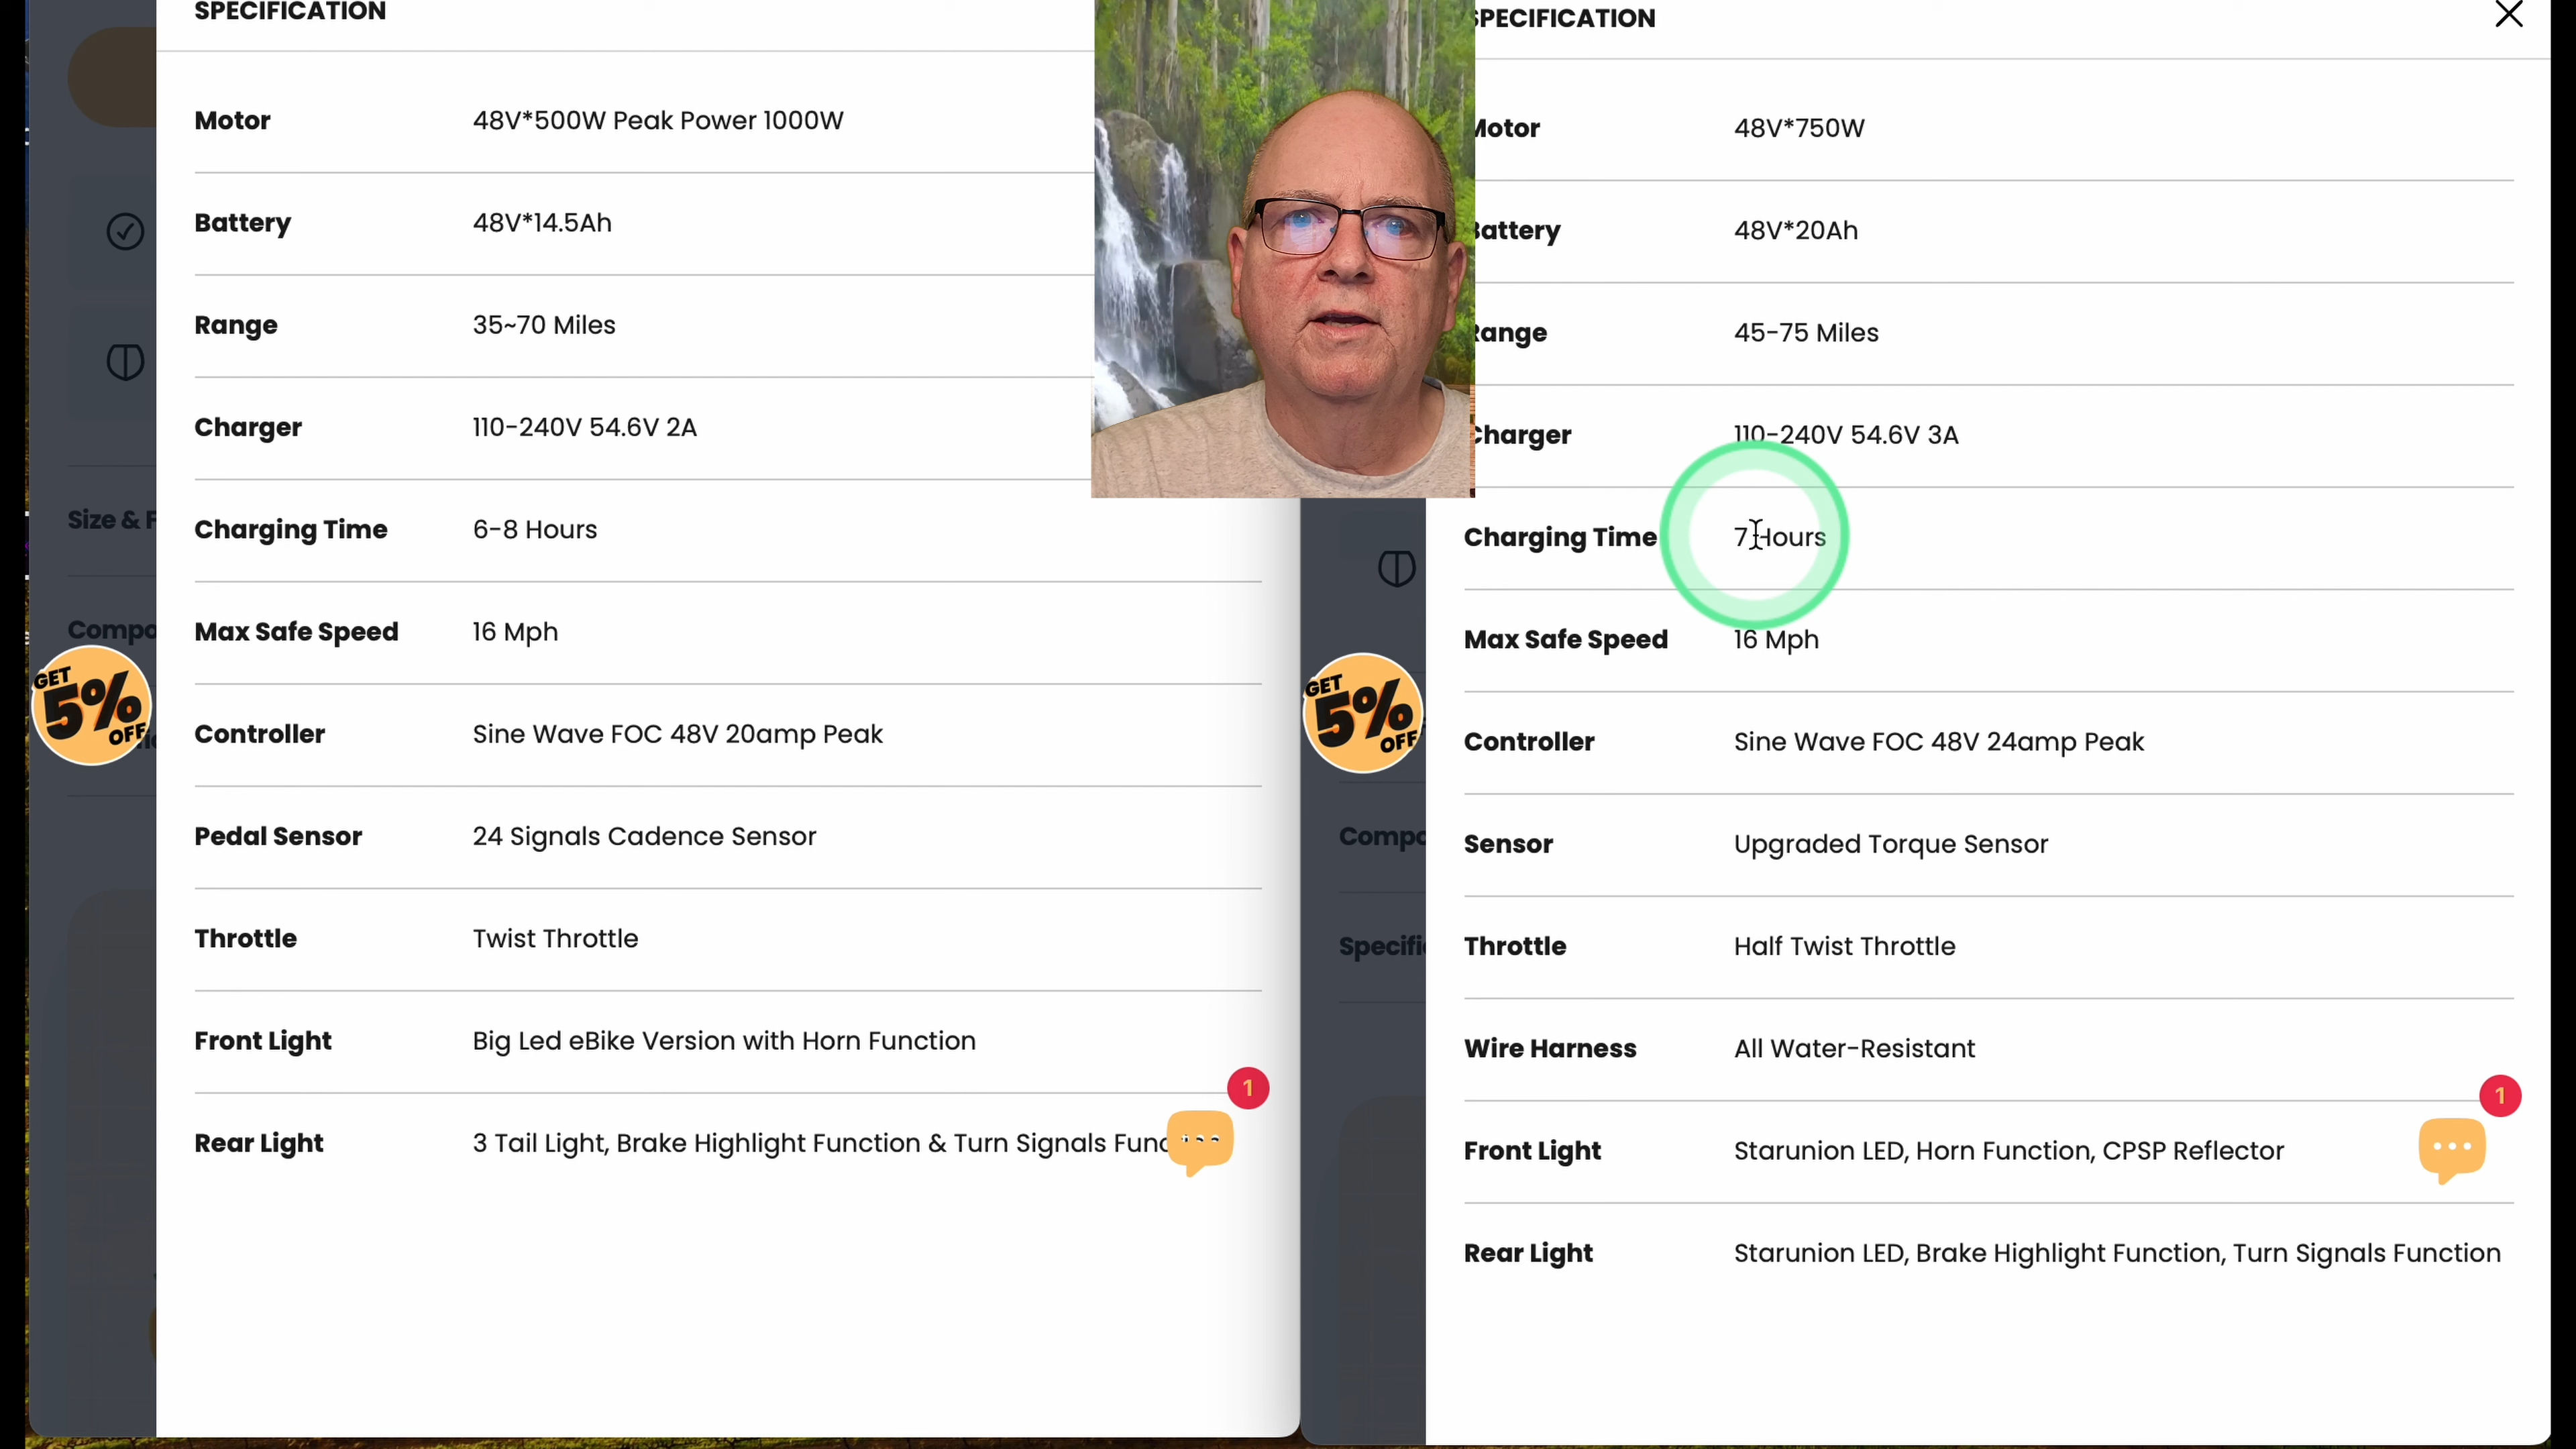 SPECIFICATION
Motor 48V*500W Peak Power 1000W
Battery 48V*14.5Ah
Range 35~70 Miles
Charger 110-240V 54.6V 2A
Charging Time 6-8 Hours
Max Safe Speed 16 Mph
Controller Sine Wave FOC 48V 20amp Peak
Pedal Sensor 24 Signals Cadence Sensor
Throttle Twist Throttle
Front Light Big Led eBike Version with Horn Function
Rear Light 3 Tail Light, Brake Highlight Function & Turn Signals Func
1
Size & F
Compo
GET
5%
OFF
SPECIFICATION
Motor 48V*750W
Battery 48V*20Ah
Range 45-75 Miles
Charger 110-240V 54.6V 3A
Charging Time 7 Hours
Max Safe Speed 16 Mph
Controller Sine Wave FOC 48V 24amp Peak
Sensor Upgraded Torque Sensor
Throttle Half Twist Throttle
Wire Harness All Water-Resistant
Front Light Starunion LED, Horn Function, CPSP Reflector
Rear Light Starunion LED, Brake Highlight Function, Turn Signals Function
1
GET
5%
OFF
Compo
Specifi